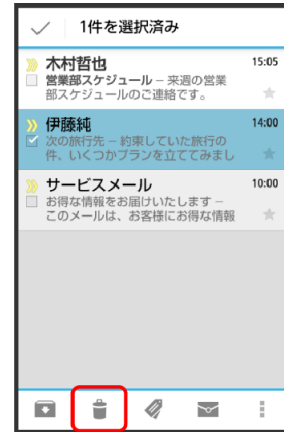 1件を選択済み
木村哲也 15:05
営業部スケジュール – 来週の営業
部スケジュールのご連絡です。
伊藤純 14:00
次の旅行先 – 約束していた旅行の
件、いくつかプランを立ててみまし
サービスメール 10:00
お得な情報をお届けいたします –
このメールは、お客様にお得な情報